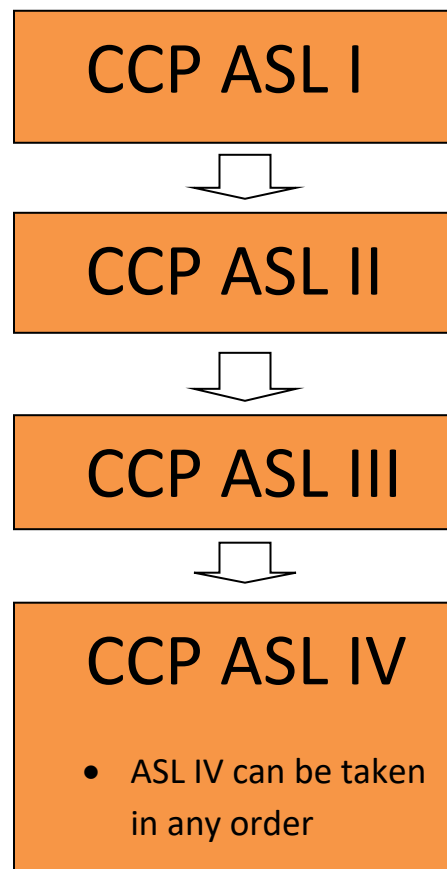 CCP ASL I
CCP ASL II
CCP ASL III
CCP ASL IV
• ASL IV can be taken
in any order